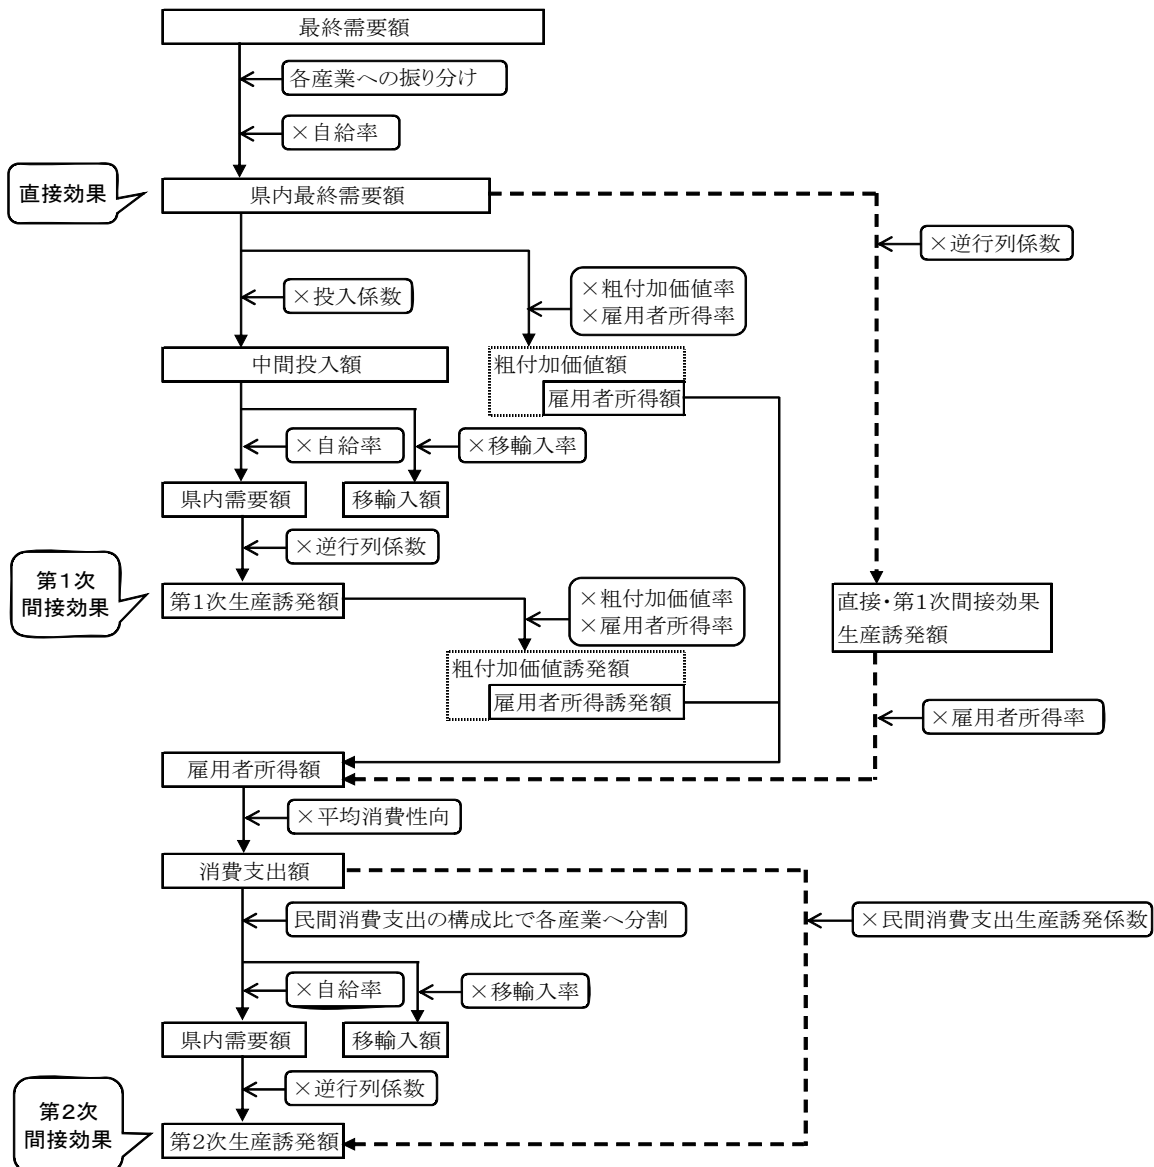 最終需要額
各産業への振り分け
×自給率
直接効果
県内最終需要額
×逆行列係数
×投入係数
×粗付加価値率
×雇用者所得率
中間投入額
粗付加価値額
雇用者所得額
×自給率
×移輸入率
県内需要額
移輸入額
×逆行列係数
第1次
間接効果
第1次生産誘発額
×粗付加価値率
×雇用者所得率
直接・第1次間接効果
生産誘発額
粗付加価値誘発額
雇用者所得誘発額
×雇用者所得率
雇用者所得額
×平均消費性向
消費支出額
民間消費支出の構成比で各産業へ分割
×民間消費支出生産誘発係数
×自給率
×移輸入率
県内需要額
移輸入額
×逆行列係数
第2次
間接効果
第2次生産誘発額